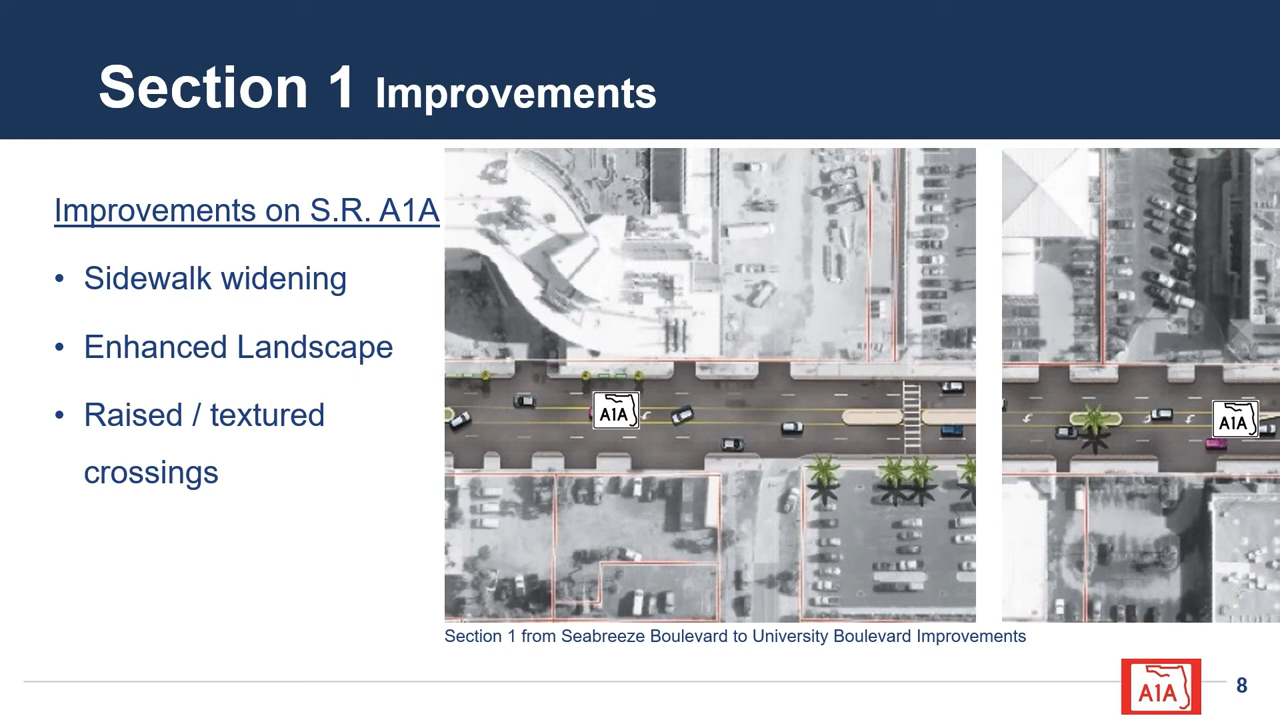 Section 1 Improvements
Improvements on S.R. A1A
• Sidewalk widening
• Enhanced Landscape
• Raised / textured
crossings
A1A
A1A
Section 1 from Seabreeze Boulevard to University Boulevard Improvements
A1A
8